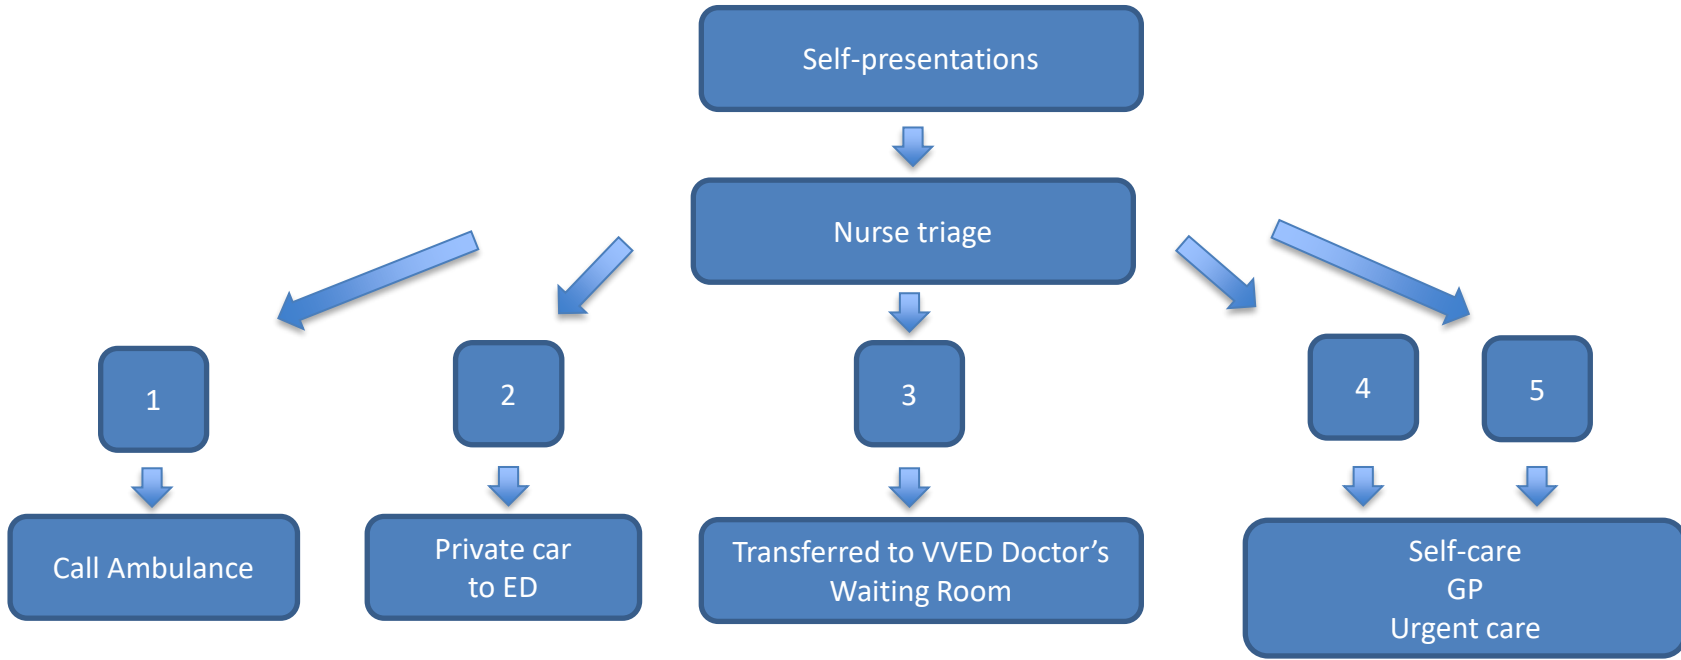 Self-presentations
Nurse triage
1
2
3
4
5
Call Ambulance
Private car
to ED
Transferred to VVED Doctor’s
Waiting Room
Self-care
GP
Urgent care